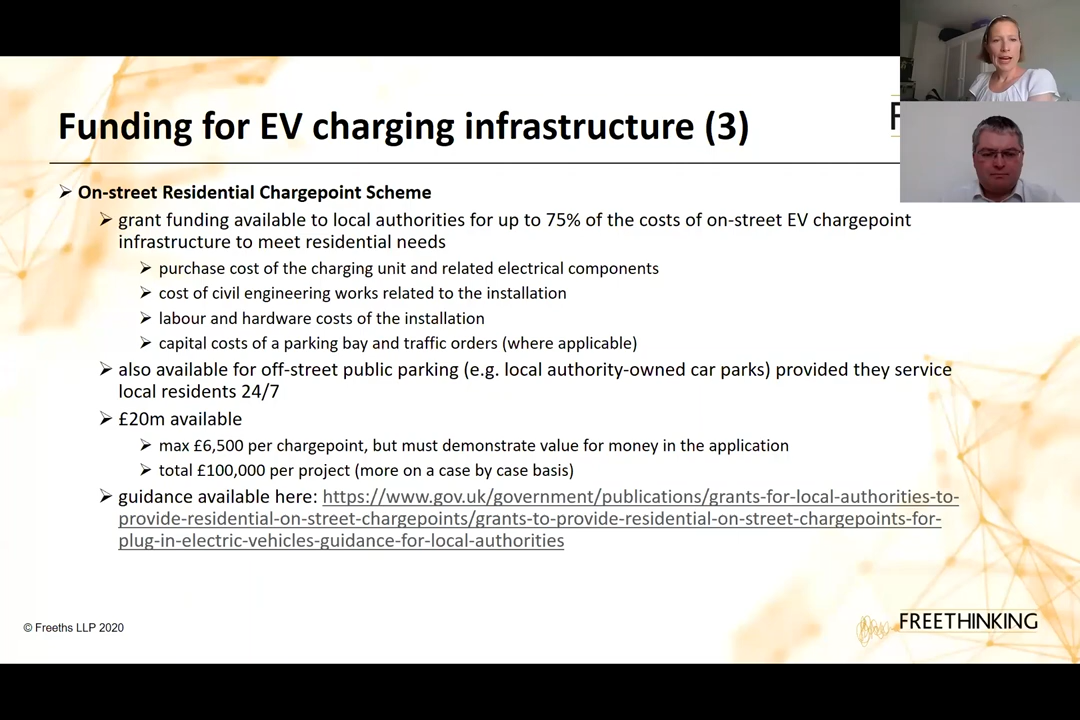 Funding for EV charging infrastructure (3)
F
➢ On-street Residential Chargepoint Scheme
➢ grant funding available to local authorities for up to 75% of the costs of on-street EV chargepoint
infrastructure to meet residential needs
➢ purchase cost of the charging unit and related electrical components
➢ cost of civil engineering works related to the installation
➢ labour and hardware costs of the installation
➢ capital costs of a parking bay and traffic orders (where applicable)
➢ also available for off-street public parking (e.g. local authority-owned car parks) provided they service
local residents 24/7
➢ £20m available
➢ max £6,500 per chargepoint, but must demonstrate value for money in the application
➢ total £100,000 per project (more on a case by case basis)
➢ guidance available here: https://www.gov.uk/government/publications/grants-for-local-authorities-to-
provide-residential-on-street-chargepoints/grants-to-provide-residential-on-street-chargepoints-for-
plug-in-electric-vehicles-guidance-for-local-authorities
© Freeths LLP 2020
FREETHINKING